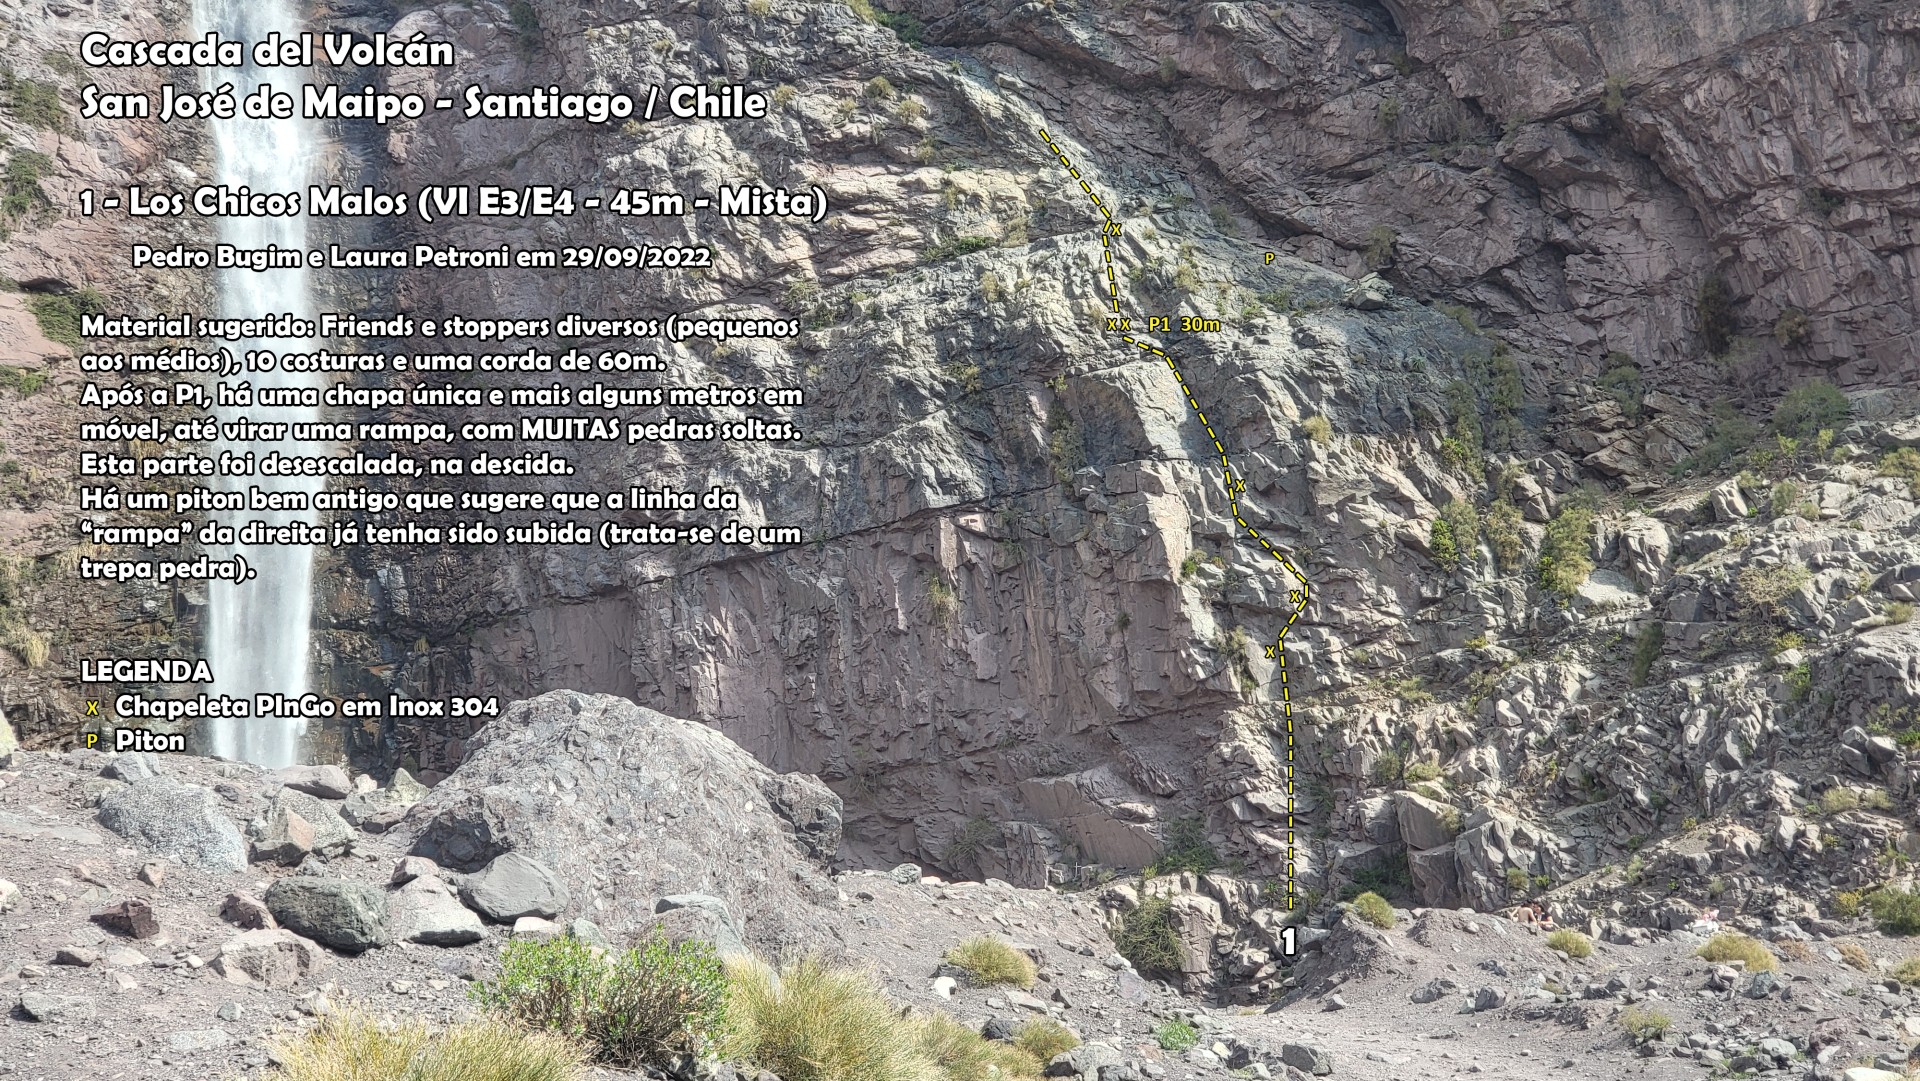 Cascada del Volcán
San José de Maipo - Santiago / Chile
1 - Los Chicos Malos (VI E3/E4 - 45m - Mista)
Pedro Bugim e Laura Petroni em 29/09/2022
Material sugerido: Friends e stoppers diversos (pequenos
aos médios), 10 costuras e uma corda de 60m.
Após a P1, há uma chapa única e mais alguns metros em
móvel, até virar uma rampa, com MUITAS pedras soltas.
Esta parte foi desescalada, na descida.
Há um piton bem antigo que sugere que a linha da
“rampa” da direita já tenha sido subida (trata-se de um
trepa pedra).
LEGENDA
X Chapeleta PInGo em Inox 304
P Piton
X
P
X X P1 30m
X
X
X
1